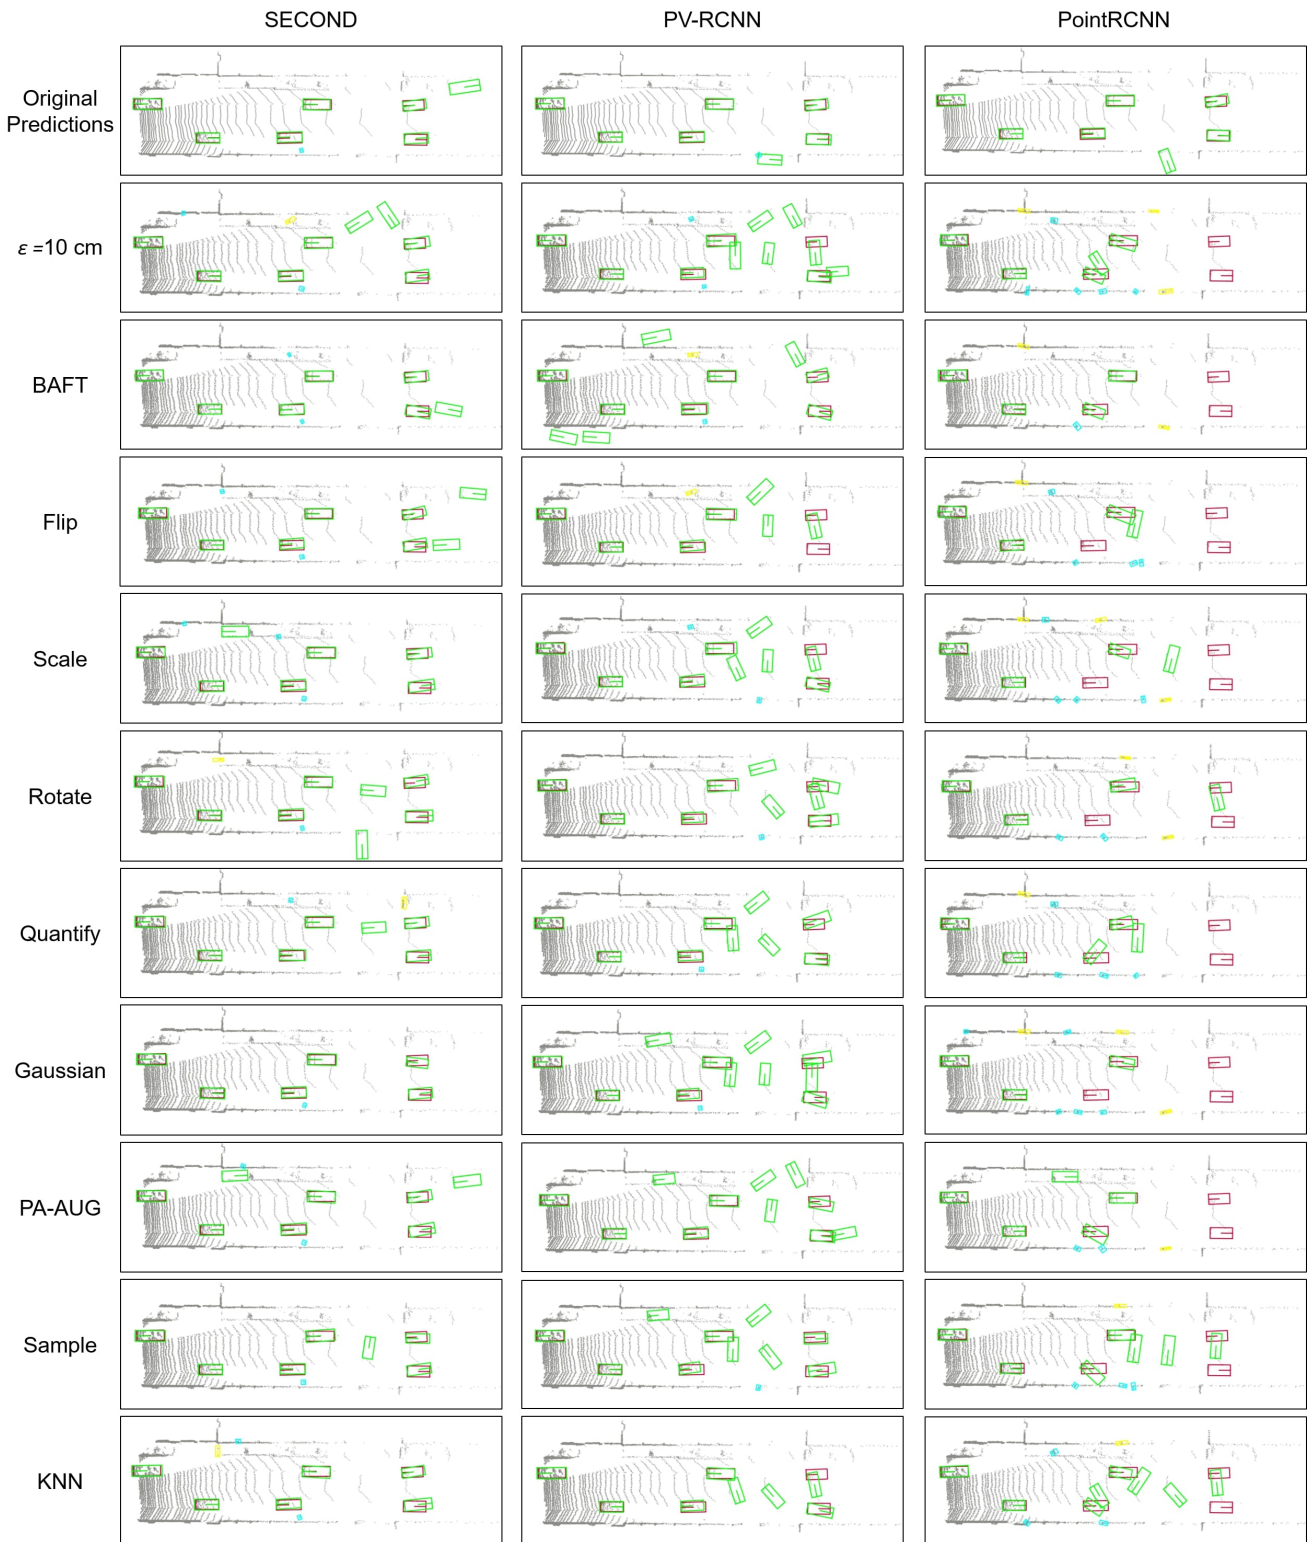 SECOND PV-RCNN PointRCNN
Original
Predictions
ε =10 cm
BAFT
Flip
Scale
Rotate
Quantify
Gaussian
PA-AUG
Sample
KNN